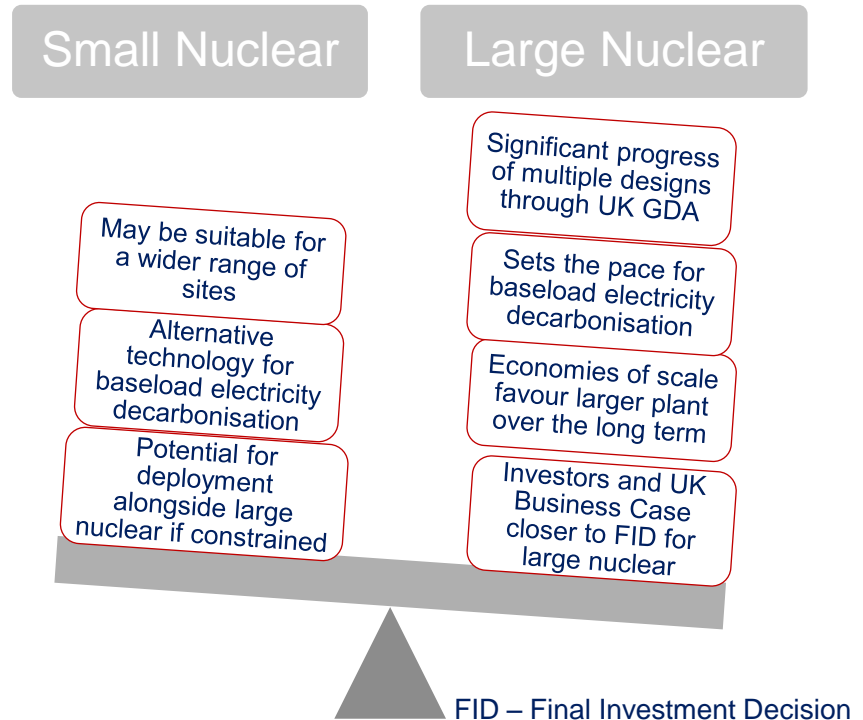 Small Nuclear
Large Nuclear
May be suitable for
a wider range of
sites
Alternative
technology for
baseload electricity
decarbonisation
Potential for
deployment
alongside large
nuclear if constrained
Significant progress
of multiple designs
through UK GDA
Sets the pace for
baseload electricity
decarbonisation
Economies of scale
favour larger plant
over the long term
Investors and UK
Business Case
closer to FID for
large nuclear
FID – Final Investment Decision